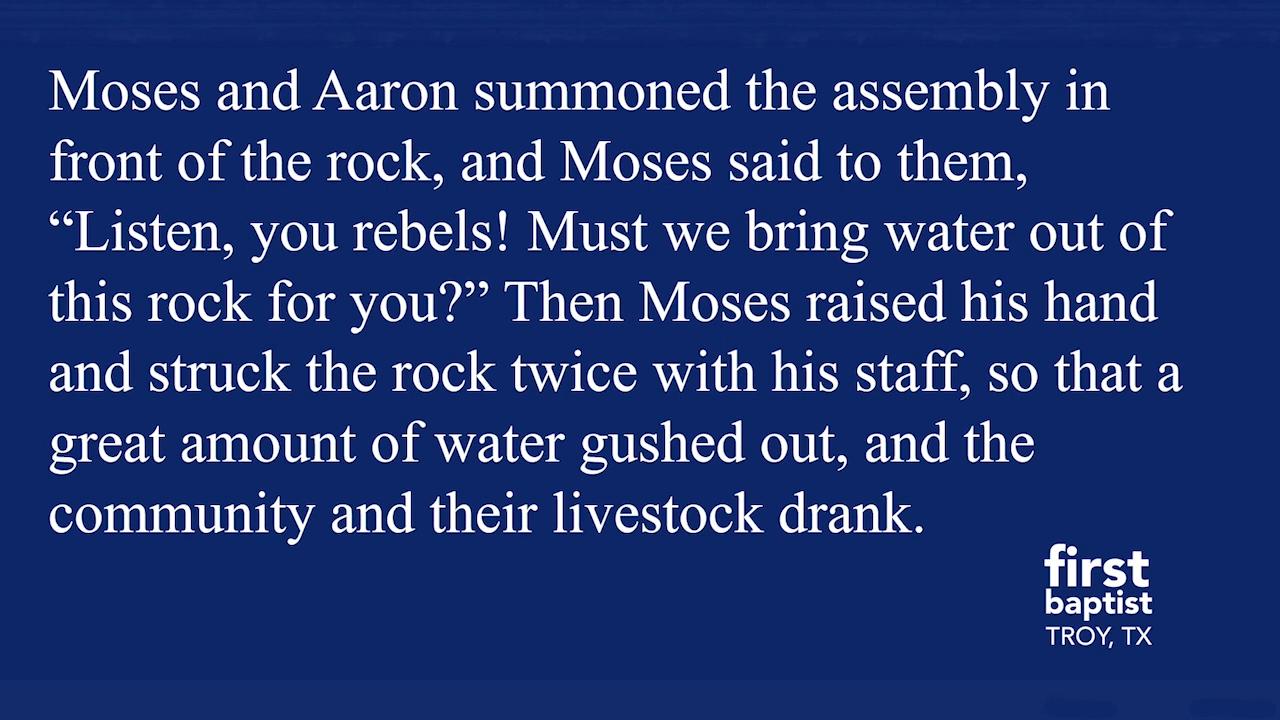 Moses and Aaron summoned the assembly in
front of the rock, and Moses said to them,
“Listen, you rebels! Must we bring water out of
this rock for you?” Then Moses raised his hand
and struck the rock twice with his staff, so that a
great amount of water gushed out, and the
community and their livestock drank.
first
baptist
TROY, TX